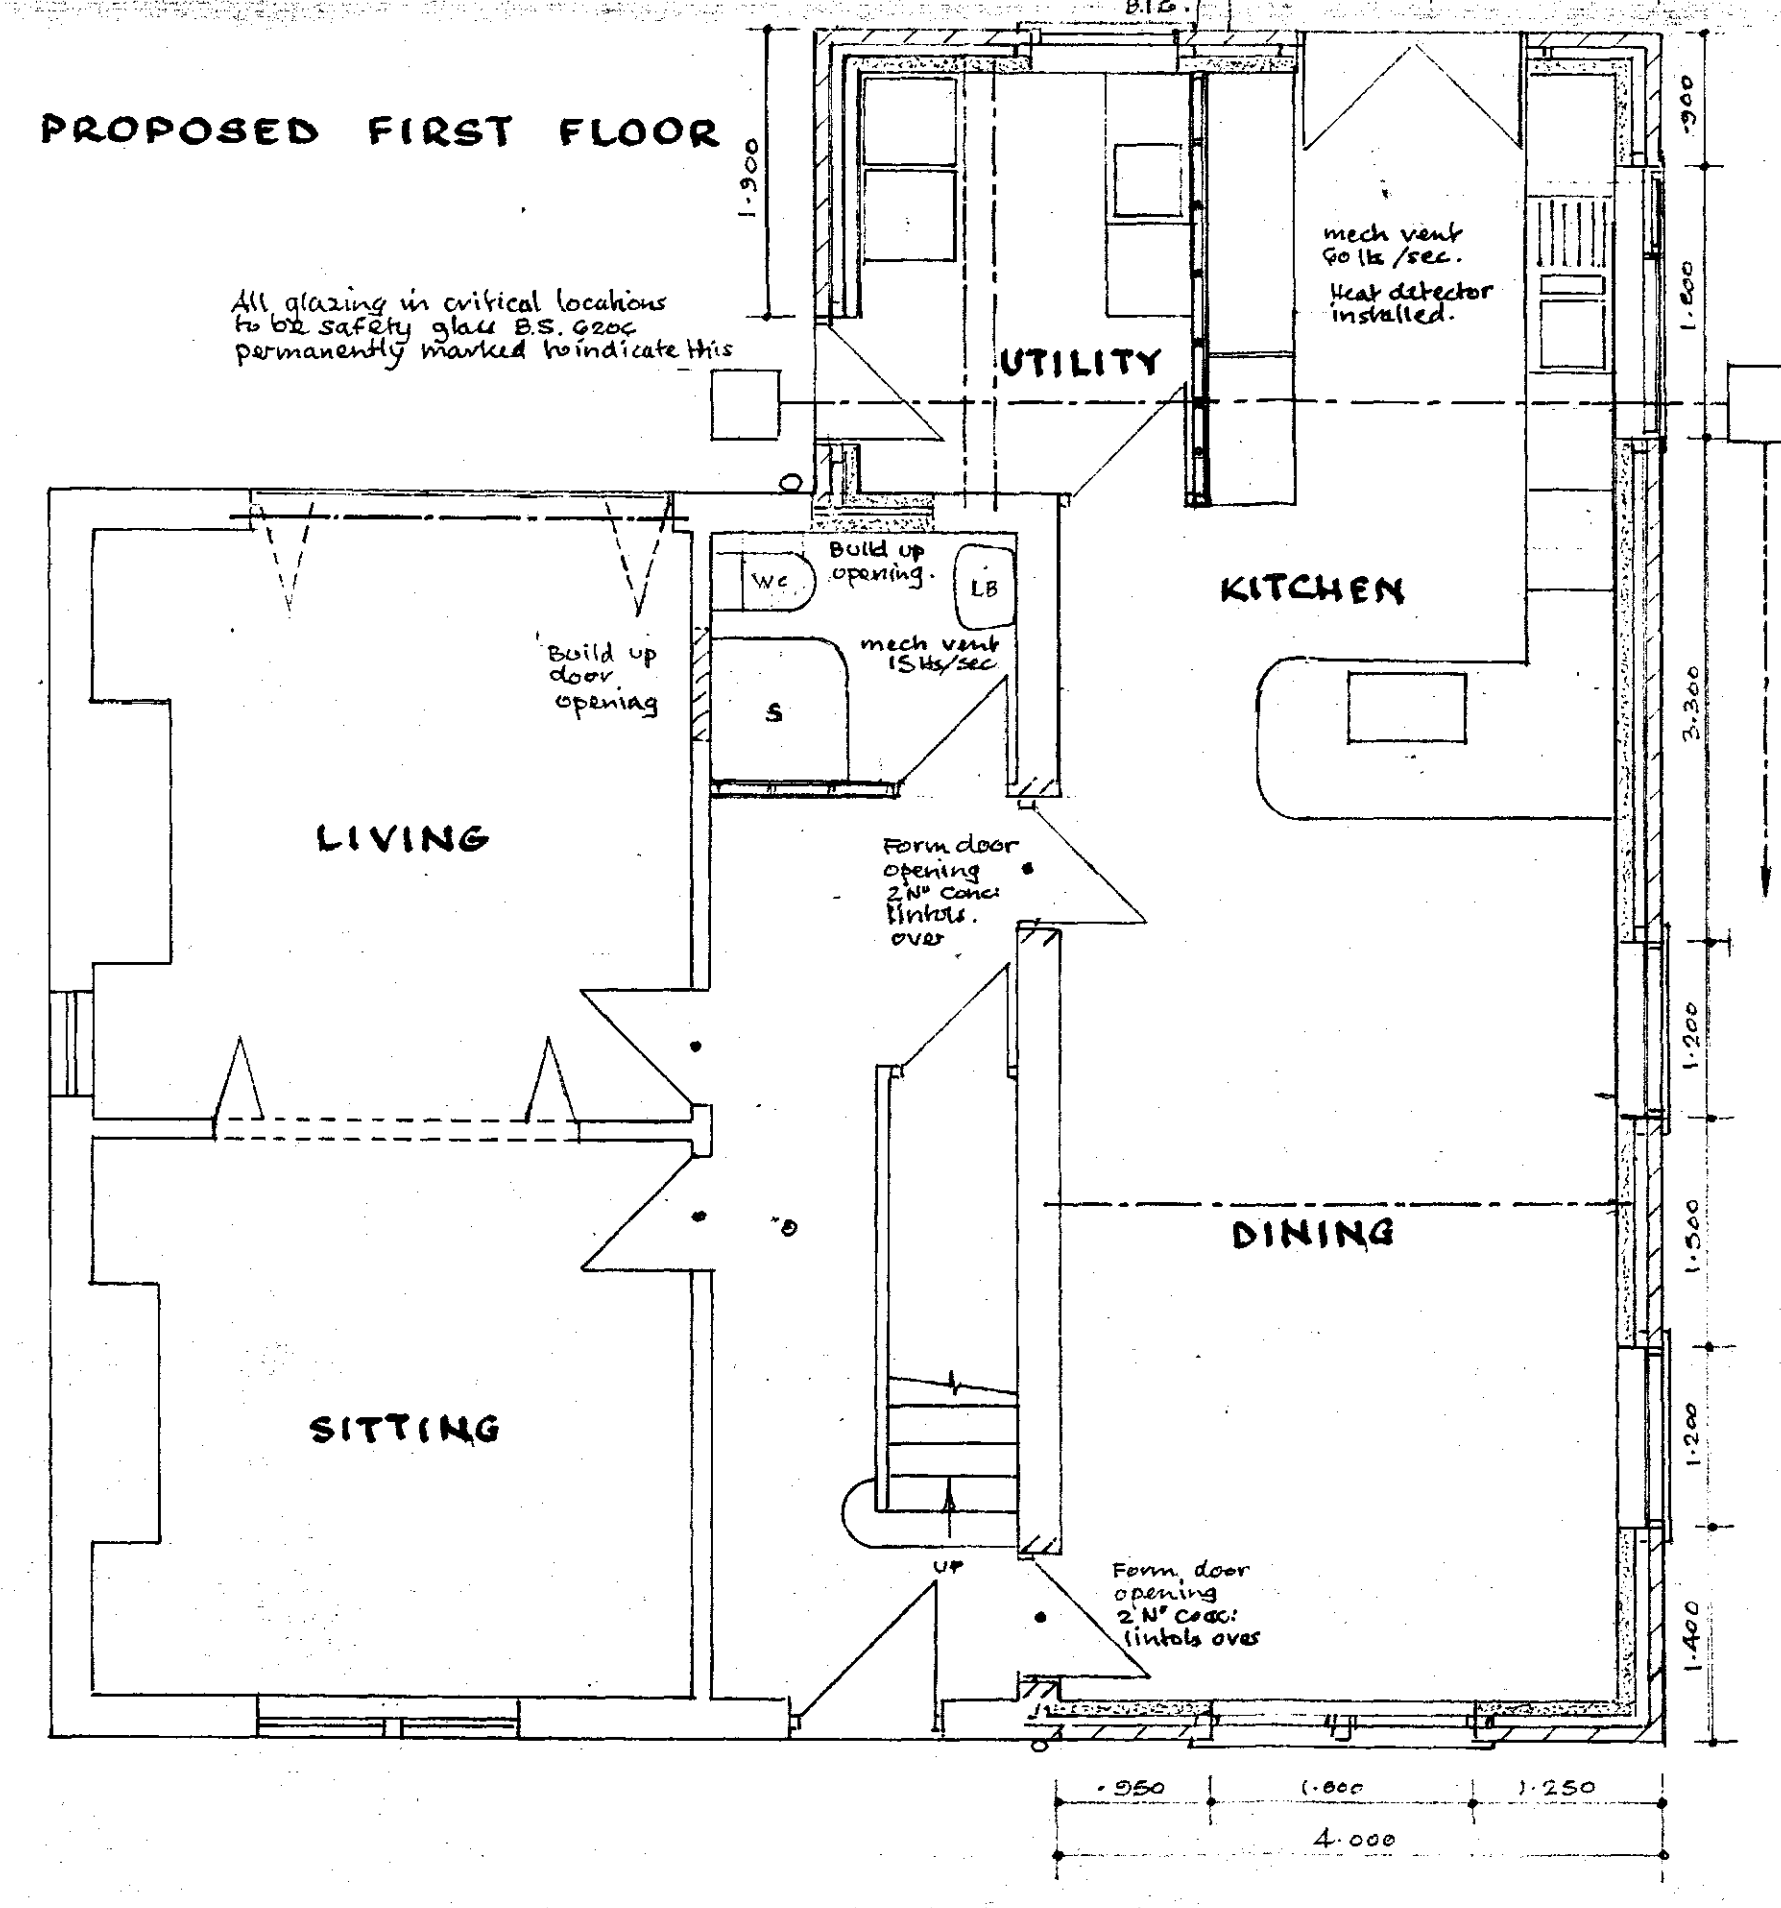 B.I.G.
PROPOSED FIRST FLOOR
1.900
.900
mech vent
60 lts/sec.
Heat detector
installed.
1.800
All glazing in critical locations
to be safety glass B.S. 6206
permanently marked to indicate this
UTILITY
Build up
opening.
WC
LB
KITCHEN
mech vent
15 lts/sec
Build up
door
opening
S
3.300
LIVING
Form door
opening
2 Nº Conc:
lintols.
over
1.200
DINING
1.500
SITTING
1.200
UP
Form door
opening
2 Nº Conc:
lintols over
1.400
.950
1.800
1.250
4.000